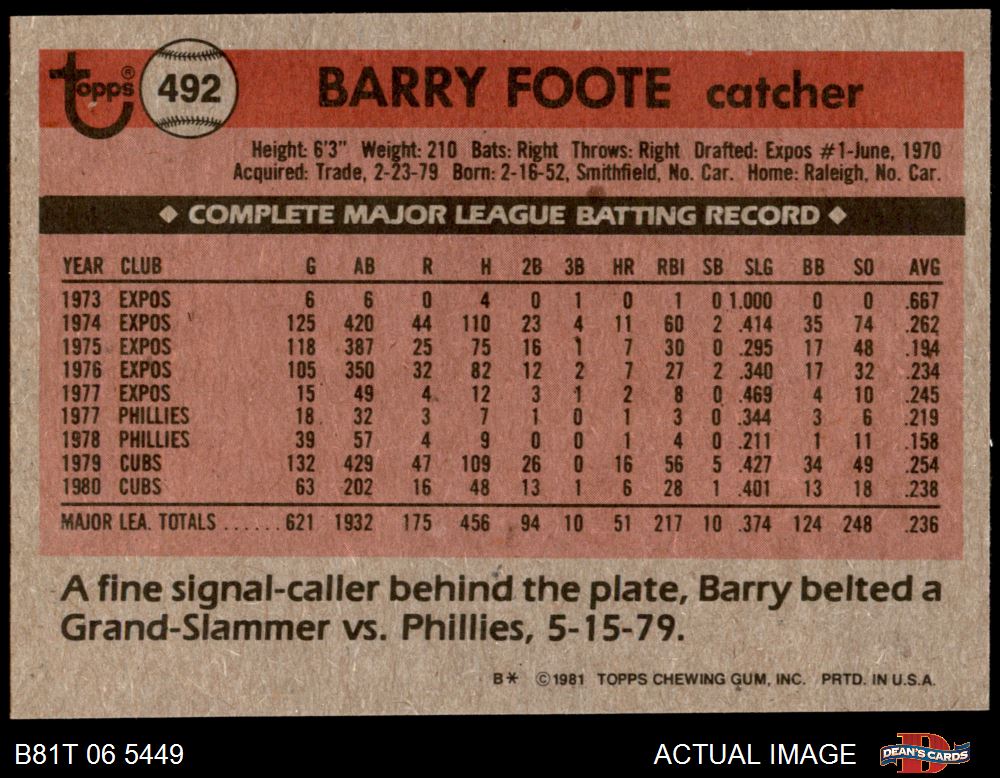 topps® 492 BARRY FOOTE catcher
Height: 6'3" Weight: 210 Bats: Right Throws: Right Drafted: Expos #1-June, 1970
Acquired: Trade, 2-23-79 Born: 2-16-52, Smithfield, No. Car. Home: Raleigh, No. Car.
◆ COMPLETE MAJOR LEAGUE BATTING RECORD ◆
YEAR CLUB G AB R H 2B 3B HR RBI SB SLG BB SO AVG
1973 EXPOS 6 6 0 4 0 1 0 1 0 1.000 0 0 .667
1974 EXPOS 125 420 44 110 23 4 11 60 2 .414 35 74 .262
1975 EXPOS 118 387 25 75 16 1 7 30 0 .295 17 48 .194
1976 EXPOS 105 350 32 82 12 2 7 27 2 .340 17 32 .234
1977 EXPOS 15 49 4 12 3 1 2 8 0 .469 4 10 .245
1977 PHILLIES 18 32 3 7 1 0 1 3 0 .344 3 6 .219
1978 PHILLIES 39 57 4 9 0 0 1 4 0 .211 1 11 .158
1979 CUBS 132 429 47 109 26 0 16 56 5 .427 34 49 .254
1980 CUBS 63 202 16 48 13 1 6 28 1 .401 13 18 .238
MAJOR LEA. TOTALS ...... 621 1932 175 456 94 10 51 217 10 .374 124 248 .236
A fine signal-caller behind the plate, Barry belted a
Grand-Slammer vs. Phillies, 5-15-79.
B* ©1981 TOPPS CHEWING GUM, INC. PRTD. IN U.S.A.
B81T 06 5449 ACTUAL IMAGE DEAN'S CARDS